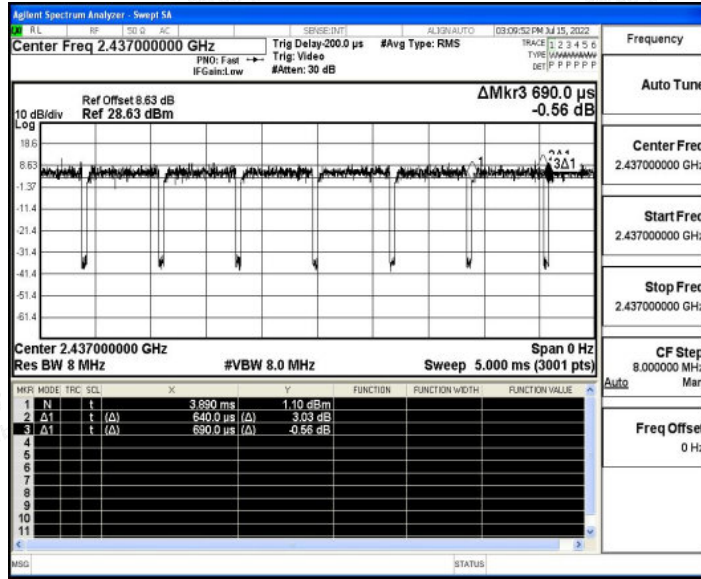 Agilent Spectrum Analyzer - Swept SA
RL RF 50 Ω AC SENSE:INT ALIGNAUTO 03:09:52 PM Jul 15, 2022
Center Freq 2.437000000 GHz
PNO: Fast
IFGain:Low
Trig Delay-200.0 µs
Trig: Video
#Atten: 30 dB
#Avg Type: RMS
TRACE 1 2 3 4 5 6
TYPE
DET P P P P P P
Ref Offset 8.63 dB
10 dB/div Ref 28.63 dBm
ΔMkr3 690.0 µs
-0.56 dB
Log
18.6
8.63
-1.37
-11.4
-21.4
-31.4
-41.4
-51.4
-61.4
1
3Δ1
Center 2.437000000 GHz Span 0 Hz
Res BW 8 MHz #VBW 8.0 MHz Sweep 5.000 ms (3001 pts)
MKR MODE TRC SCL X Y FUNCTION FUNCTION WIDTH FUNCTION VALUE
1 N t 3.890 ms 1.10 dBm
2 Δ1 t (Δ) 640.0 µs (Δ) 3.03 dB
3 Δ1 t (Δ) 690.0 µs (Δ) -0.56 dB
4
5
6
7
8
9
10
11
MSG STATUS
Frequency
Auto Tune
Center Freq
2.437000000 GHz
Start Freq
2.437000000 GHz
Stop Freq
2.437000000 GHz
CF Step
8.000000 MHz
Auto Man
Freq Offset
0 Hz